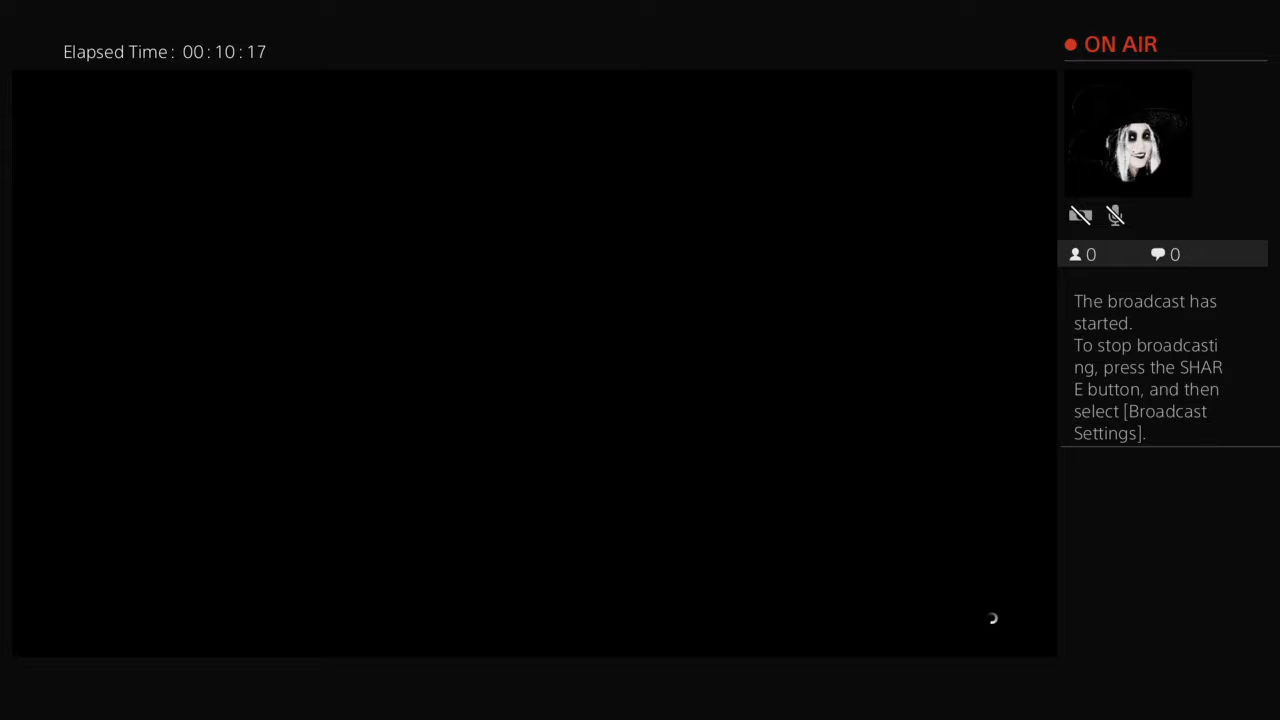 Elapsed Time: 00:10:17
ON AIR
0 0
The broadcast has
started.
To stop broadcasti
ng, press the SHAR
E button, and then
select [Broadcast
Settings].